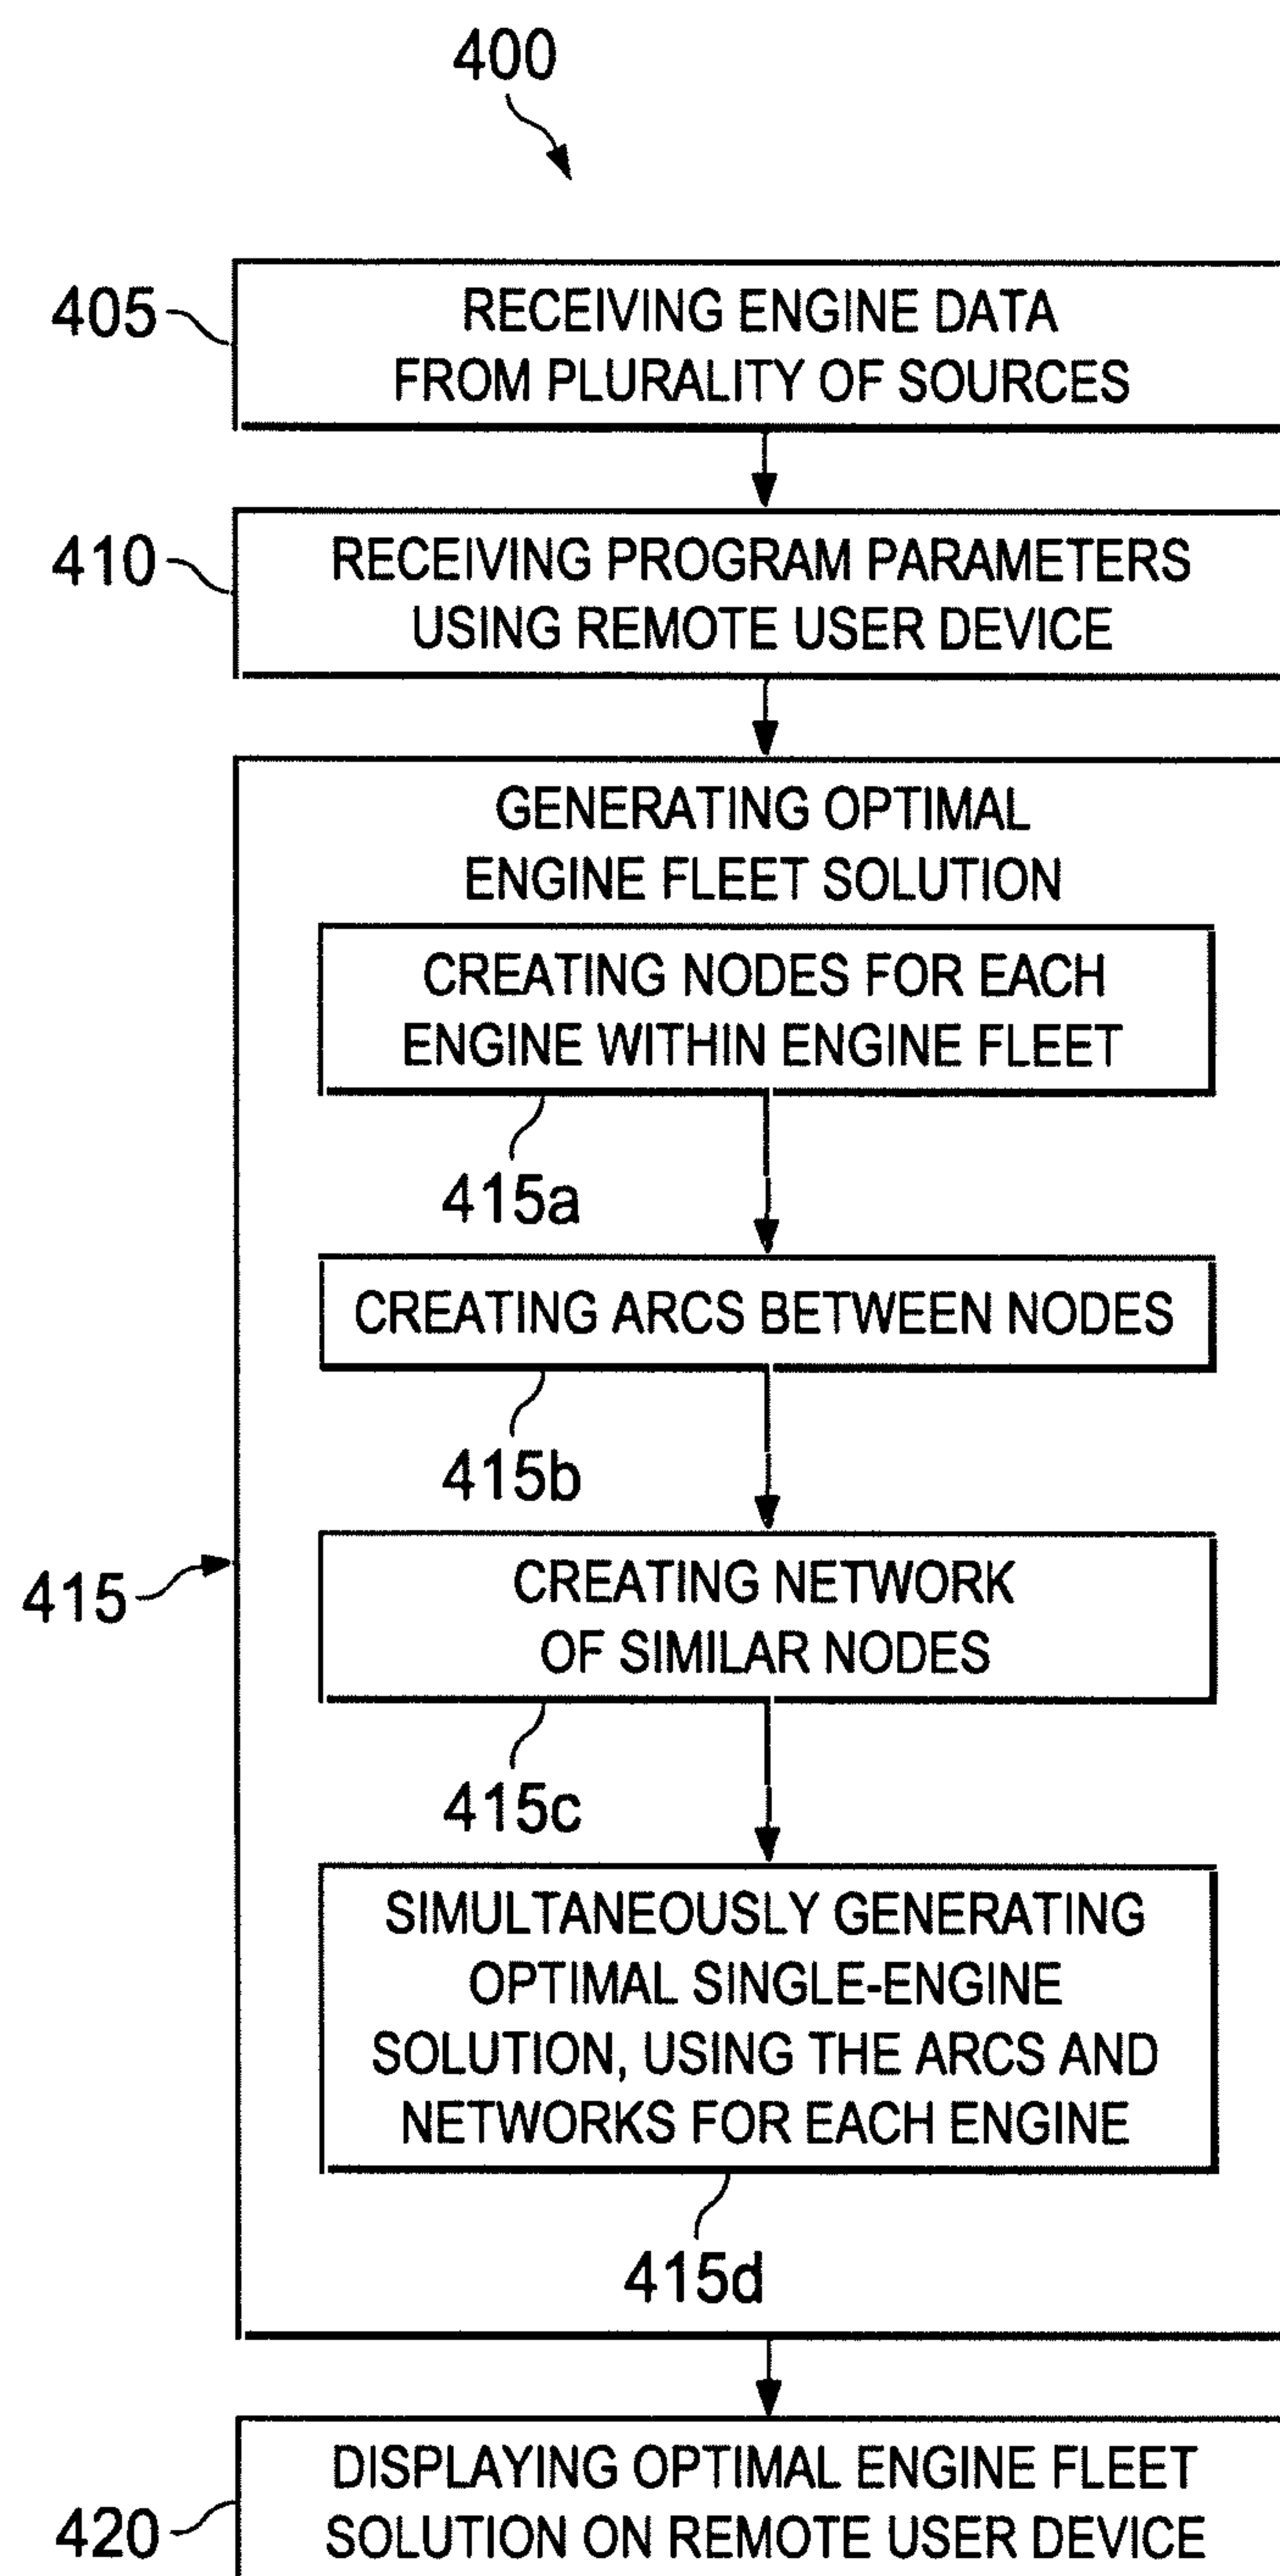 400
405
RECEIVING ENGINE DATA
FROM PLURALITY OF SOURCES
410
RECEIVING PROGRAM PARAMETERS
USING REMOTE USER DEVICE
415
GENERATING OPTIMAL
ENGINE FLEET SOLUTION
CREATING NODES FOR EACH
ENGINE WITHIN ENGINE FLEET
415a
CREATING ARCS BETWEEN NODES
415b
CREATING NETWORK
OF SIMILAR NODES
415c
SIMULTANEOUSLY GENERATING
OPTIMAL SINGLE-ENGINE
SOLUTION, USING THE ARCS AND
NETWORKS FOR EACH ENGINE
415d
420
DISPLAYING OPTIMAL ENGINE FLEET
SOLUTION ON REMOTE USER DEVICE